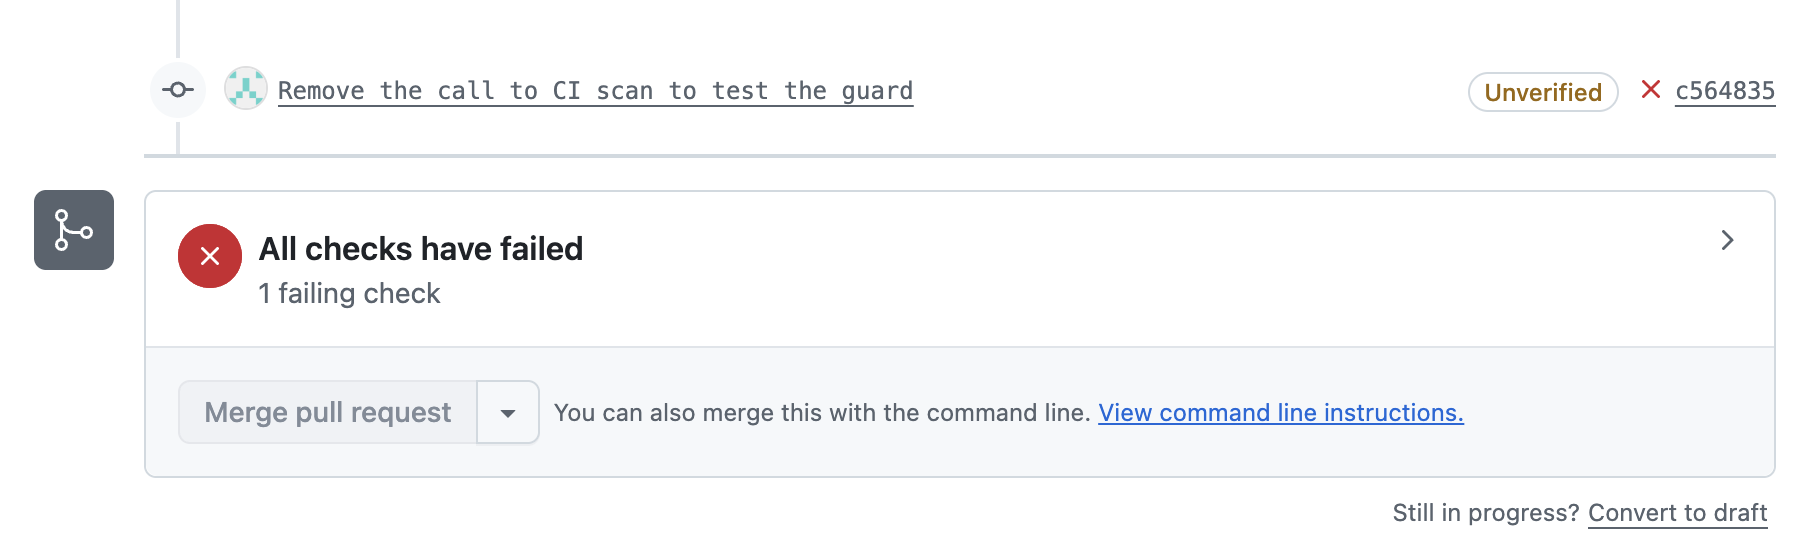 Remove the call to CI scan to test the guard
Unverified
c564835
All checks have failed
1 failing check
Merge pull request
You can also merge this with the command line. View command line instructions.
Still in progress? Convert to draft